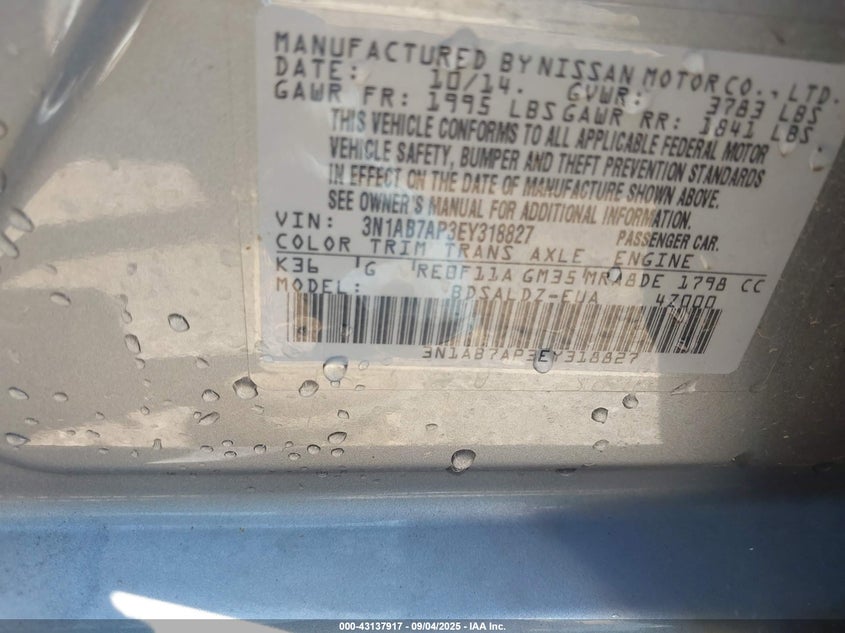 MANUFACTURED BY NISSAN MOTOR CO., LTD.
DATE: 10/14. GVWR: 3783 LBS
GAWR FR: 1995 LBS GAWR RR: 1841 LBS.
THIS VEHICLE CONFORMS TO ALL APPLICABLE FEDERAL MOTOR
VEHICLE SAFETY, BUMPER AND THEFT PREVENTION STANDARDS
IN EFFECT ON THE DATE OF MANUFACTURE SHOWN ABOVE.
SEE OWNER'S MANUAL FOR ADDITIONAL INFORMATION.
VIN: 3N1AB7AP3EY318827 PASSENGER CAR.
COLOR TRIM TRANS AXLE ENGINE
K36 G RE0F11A GM35 MRA8DE 1798 CC
MODEL: BDSALDZ-EUA 4Z000
3N1AB7AP3EY318827
000-43137917 - 09/04/2025 - IAA Inc.